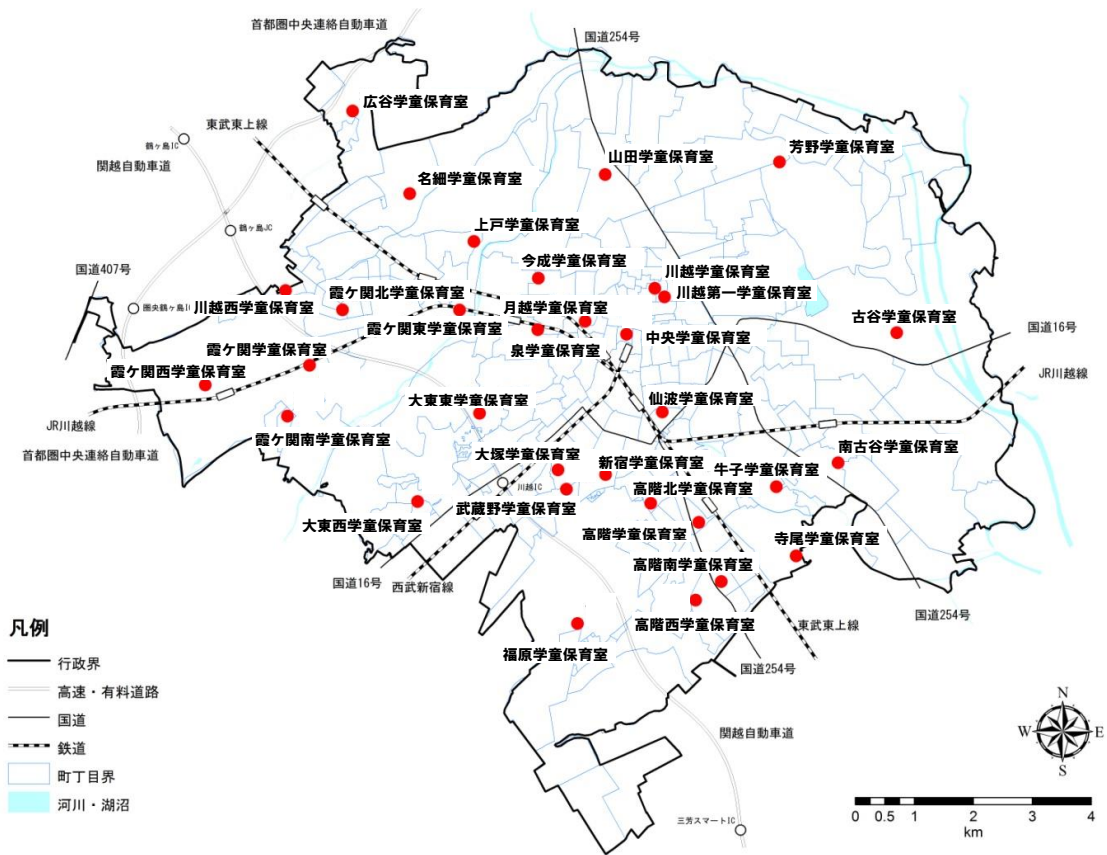 首都圏中央連絡自動車道
国道254号
広谷学童保育室
東武東上線
鶴ヶ島IC
関越自動車道
山田学童保育室
芳野学童保育室
名細学童保育室
上戸学童保育室
鶴ヶ島JC
国道407号
今成学童保育室
川越学童保育室
霞ケ関北学童保育室
川越第一学童保育室
圏央鶴ヶ島IC
川越西学童保育室
月越学童保育室
古谷学童保育室
霞ケ関東学童保育室
国道16号
霞ケ関学童保育室
泉学童保育室
中央学童保育室
霞ケ関西学童保育室
JR川越線
大東東学童保育室
仙波学童保育室
JR川越線
霞ケ関南学童保育室
首都圏中央連絡自動車道
大塚学童保育室
新宿学童保育室
牛子学童保育室
南古谷学童保育室
川越IC
高階北学童保育室
武蔵野学童保育室
大東西学童保育室
高階学童保育室
寺尾学童保育室
高階南学童保育室
国道16号
西武新宿線
国道254号
高階西学童保育室
東武東上線
福原学童保育室
国道254号
凡例
行政界
高速・有料道路
国道
鉄道
町丁目界
河川・湖沼
関越自動車道
三芳スマートIC
N
W
E
S
0 0.5 1 2 3 4
km